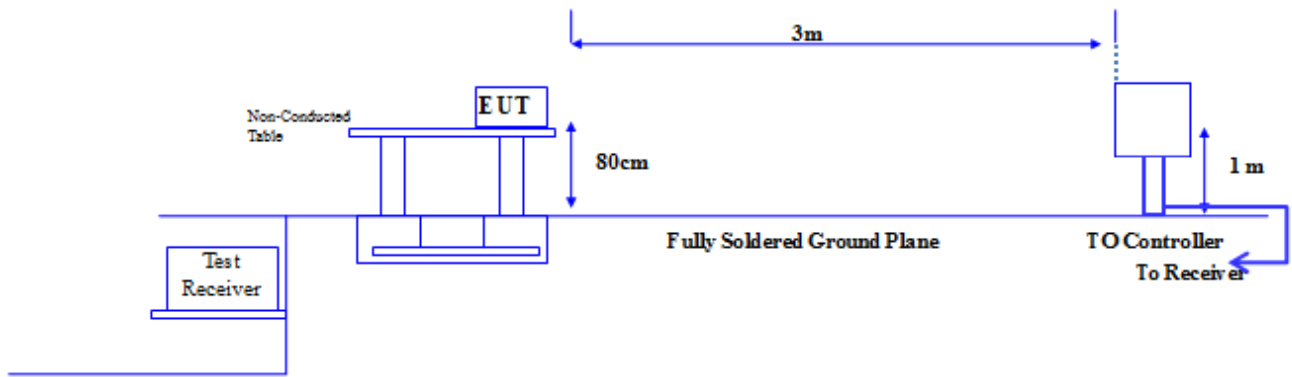 3m
EUT
Non-Conducted
Table
80cm
1 m
Fully Soldered Ground Plane
TO Controller
To Receiver
Test
Receiver